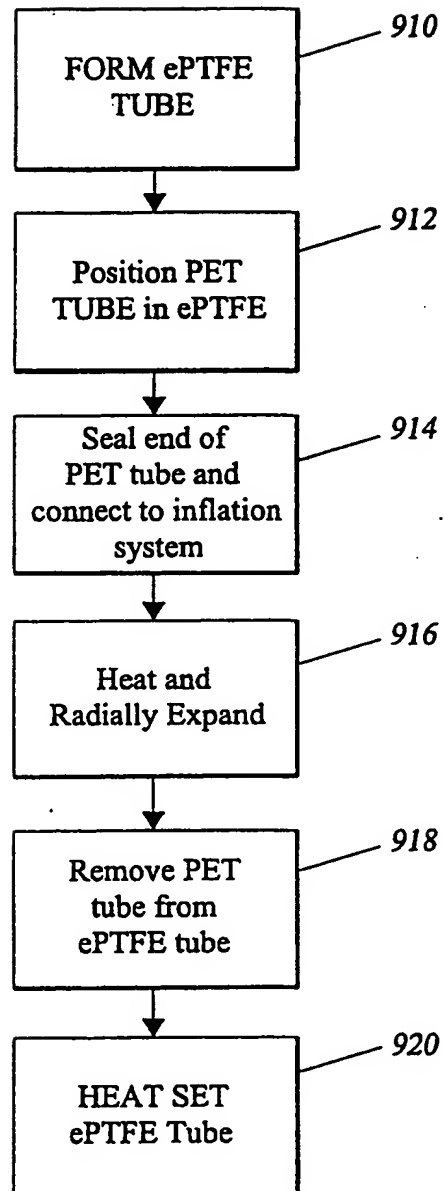 910
FORM ePTFE
TUBE
912
Position PET
TUBE in ePTFE
914
Seal end of
PET tube and
connect to inflation
system
916
Heat and
Radially Expand
918
Remove PET
tube from
ePTFE tube
920
HEAT SET
ePTFE Tube